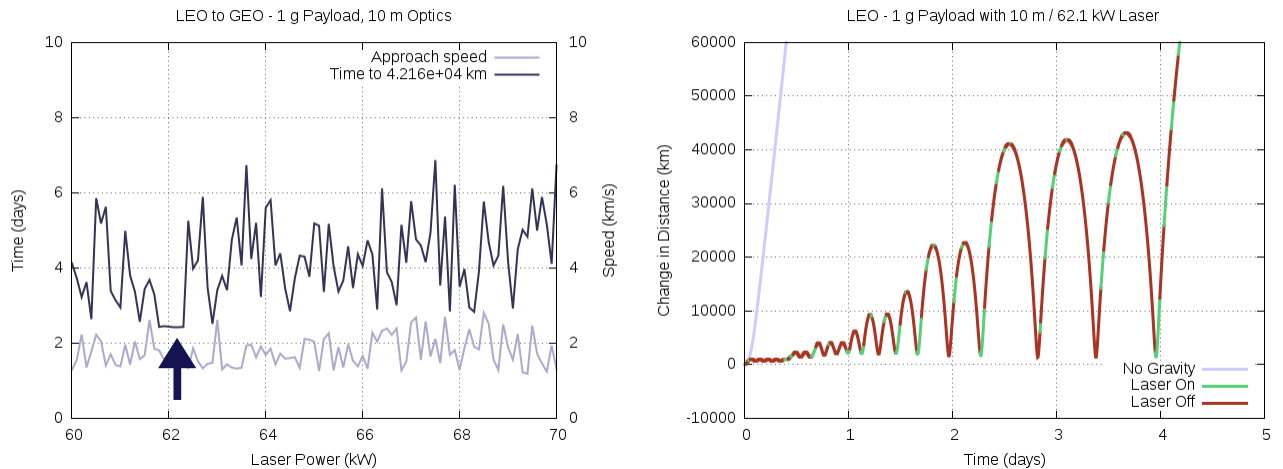 LEO to GEO - 1 g Payload, 10 m Optics
Approach speed
Time to 4.216e+04 km
10
8
6
4
2
0
Time (days)
10
8
6
4
2
0
Speed (km/s)
60
62
64
66
68
70
Laser Power (kW)
LEO - 1 g Payload with 10 m / 62.1 kW Laser
60000
50000
40000
30000
20000
10000
0
-10000
Change in Distance (km)
No Gravity
Laser On
Laser Off
0
1
2
3
4
5
Time (days)